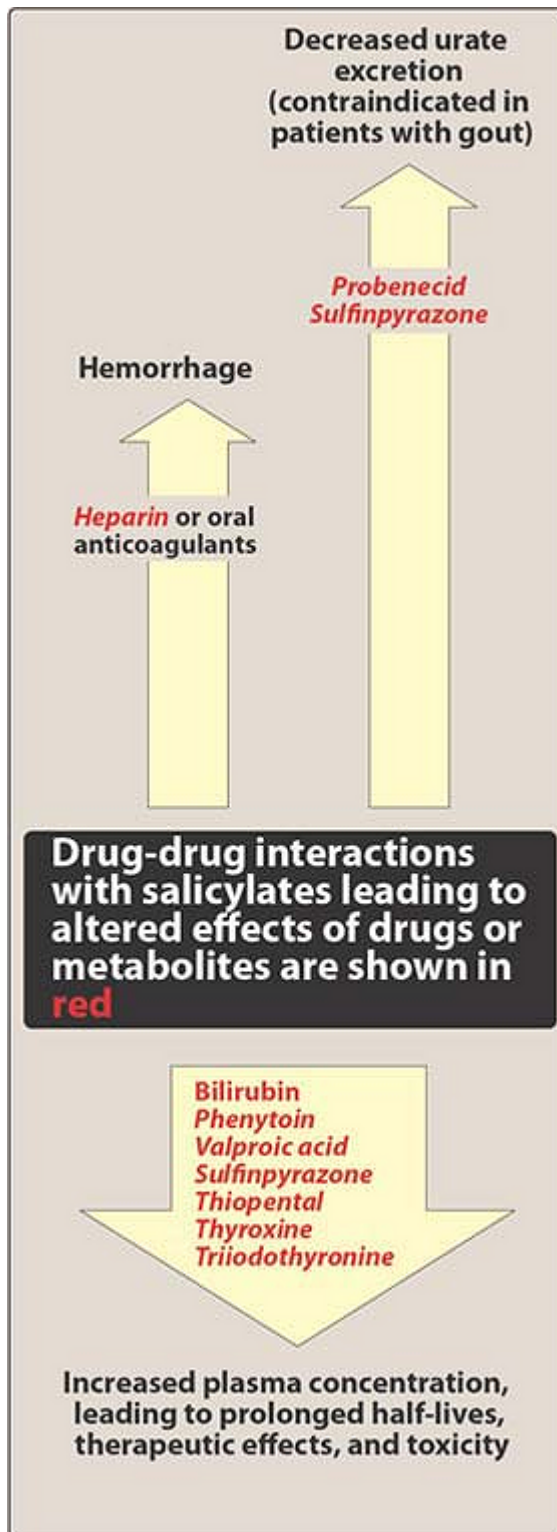 Decreased urate
excretion
(contraindicated in
patients with gout)
Probenecid
Sulfinpyrazone
Hemorrhage
Heparin or oral
anticoagulants
Drug-drug interactions
with salicylates leading to
altered effects of drugs or
metabolites are shown in
red
Bilirubin
Phenytoin
Valproic acid
Sulfinpyrazone
Thiopental
Thyroxine
Triiodothyronine
Increased plasma concentration,
leading to prolonged half-lives,
therapeutic effects, and toxicity